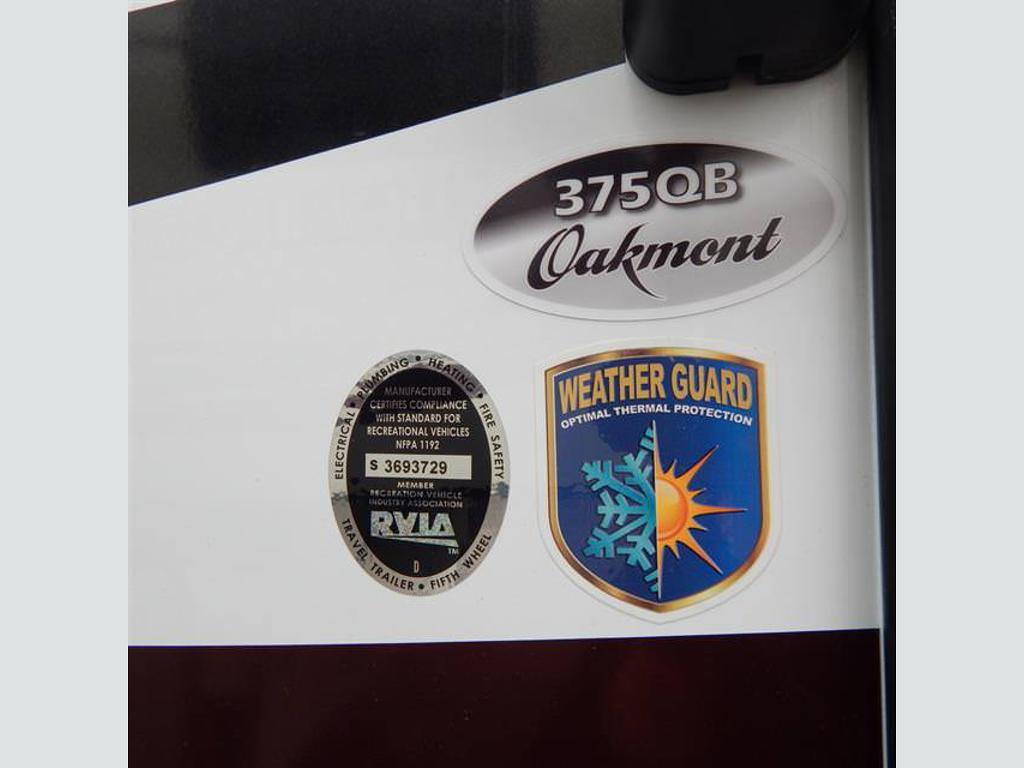 375QB
Oakmont
WEATHER GUARD
OPTIMAL THERMAL PROTECTION
ELECTRICAL • PLUMBING • HEATING • FIRE SAFETY
MANUFACTURER
CERTIFIES COMPLIANCE
WITH STANDARD FOR
RECREATIONAL VEHICLES
NFPA 1192
S 3693729
MEMBER
RECREATION VEHICLE
INDUSTRY ASSOCIATION
RVIA
TM
D
TRAVEL TRAILER • FIFTH WHEEL